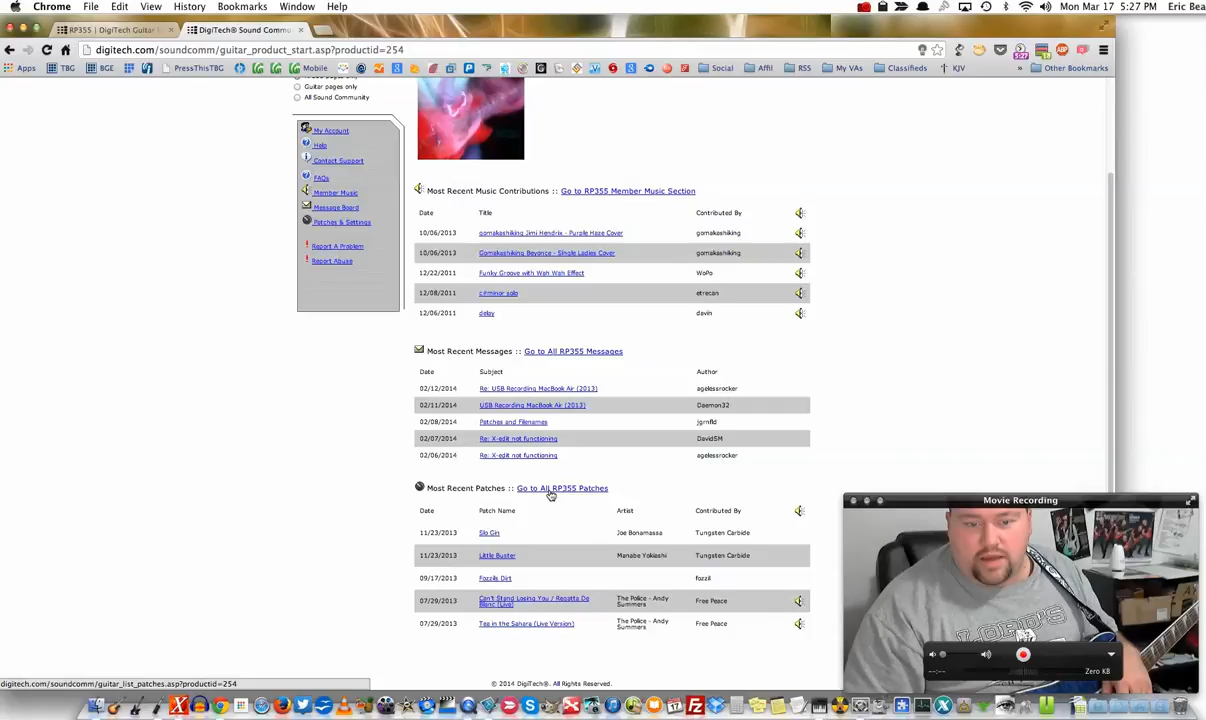 Chrome File Edit View History Bookmarks Window Help Mon Mar 17 5:27 PM Eric Bea
RP355 | DigiTech Guitar DigiTech® Sound Commu
digitech.com/soundcomm/guitar_product_start.asp?productid=254
Apps TBG BGE PressThisTBG Mobile Social Affil RSS My VAs Classifieds » KJV Other Bookmarks
Guitar pages only
All Sound Community
My Account
Help
Contact Support
FAQs
Member Music
Message Board
Patches & Settings
Report A Problem
Report Abuse
Most Recent Music Contributions :: Go to RP355 Member Music Section
Date Title Contributed By
10/06/2013 gomakashiking Jimi Hendrix - Purple Haze Cover gomakashiking
10/06/2013 Gomakashiking Beyonce - Single Ladies Cover gomakashiking
12/22/2011 Funky Groove with Wah Wah Effect WoPo
12/08/2011 c#minor solo etrecan
12/06/2011 delay davin
Most Recent Messages :: Go to All RP355 Messages
Date Subject Author
02/12/2014 Re: USB Recording MacBook Air (2013) agelessrocker
02/11/2014 USB Recording MacBook Air (2013) Daemon32
02/08/2014 Patches and Filenames jgrnfld
02/07/2014 Re: X-edit not functioning DavidSM
02/06/2014 Re: X-edit not functioning agelessrocker
Most Recent Patches :: Go to All RP355 Patches
Date Patch Name Artist Contributed By
11/23/2013 Slo Gin Joe Bonamassa Tungsten Carbide
11/23/2013 Little Buster Manabe Yokiashi Tungsten Carbide
09/17/2013 Fozzils Dirt fozzil
07/29/2013 Can't Stand Losing You / Regatta De Blanc (Live) The Police - Andy Summers Free Peace
07/29/2013 Tea in the Sahara (Live Version) The Police - Andy Summers Free Peace
© 2014 DigiTech®. All Rights Reserved.
digitech.com/soundcomm/guitar_list_patches.asp?productid=254
Movie Recording
LORD'S
--:-- Zero KB